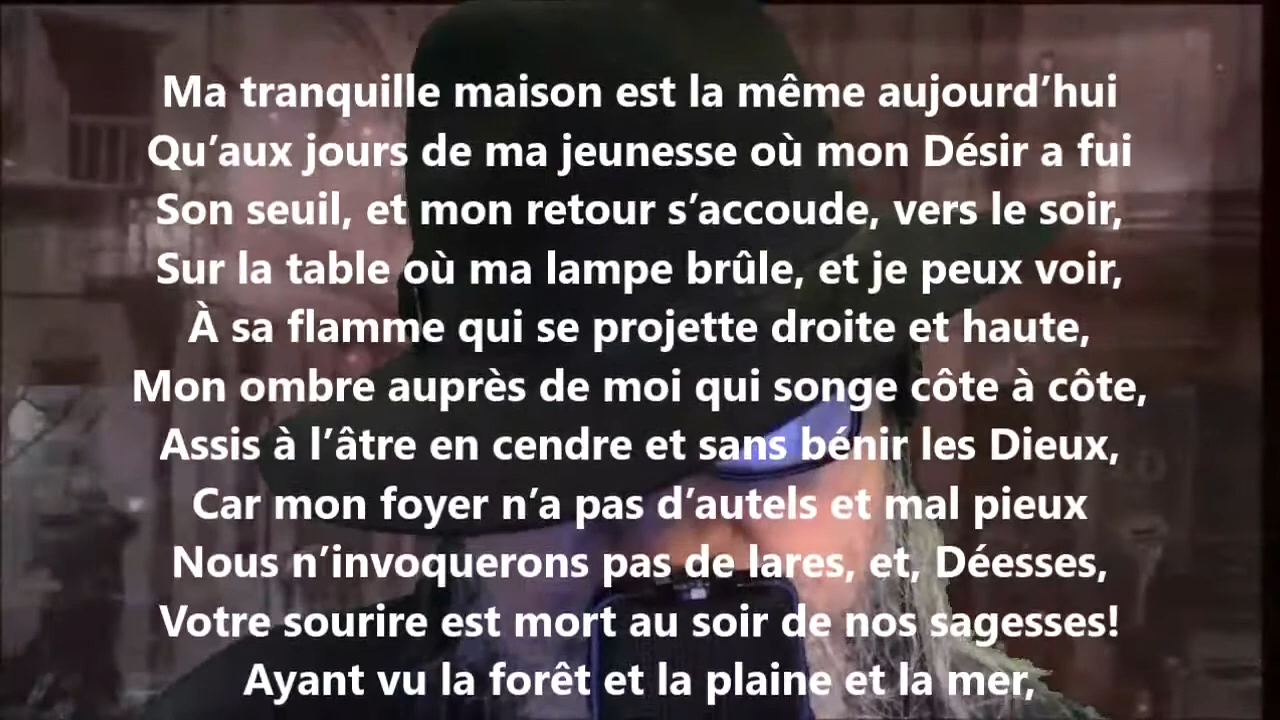 Ma tranquille maison est la même aujourd’hui
Qu’aux jours de ma jeunesse où mon Désir a fui
Son seuil, et mon retour s’accoude, vers le soir,
Sur la table où ma lampe brûle, et je peux voir,
À sa flamme qui se projette droite et haute,
Mon ombre auprès de moi qui songe côte à côte,
Assis à l’âtre en cendre et sans bénir les Dieux,
Car mon foyer n’a pas d’autels et mal pieux
Nous n’invoquerons pas de lares, et, Déesses,
Votre sourire est mort au soir de nos sagesses!
Ayant vu la forêt et la plaine et la mer,